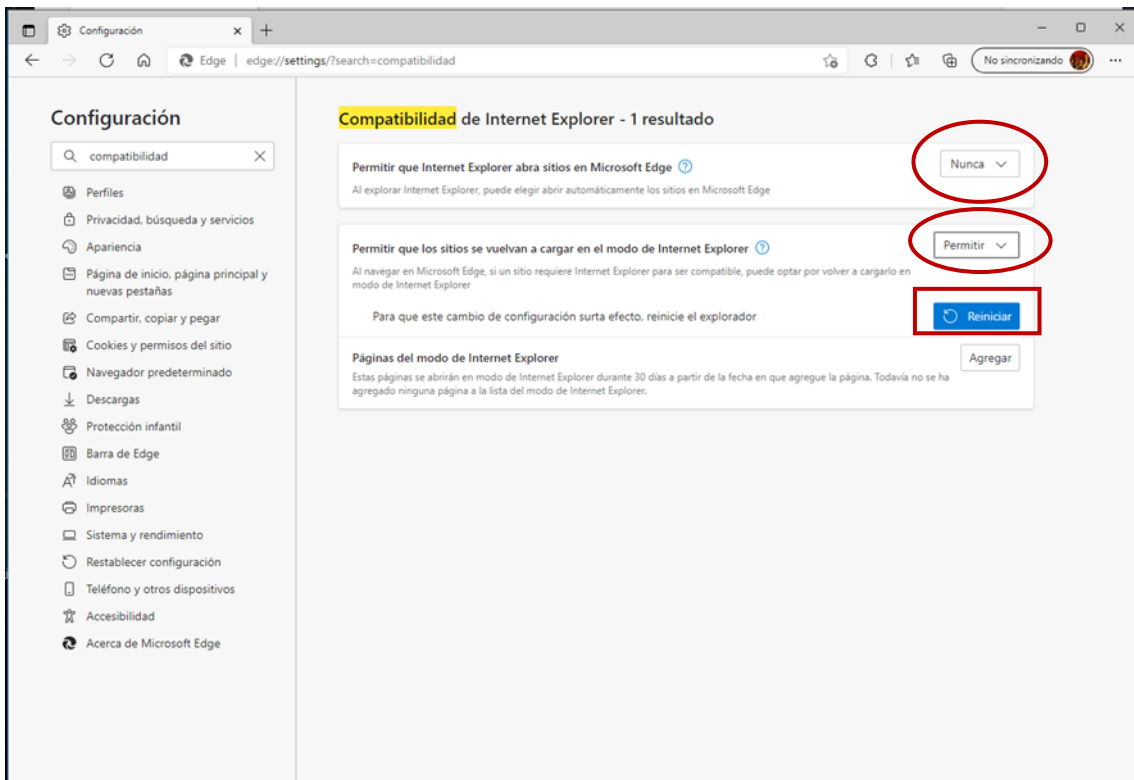 Configuración
Edge | edge://settings/?search=compatibilidad
No sincronizando
Configuración
compatibilidad
Perfiles
Privacidad, búsqueda y servicios
Apariencia
Página de inicio, página principal y
nuevas pestañas
Compartir, copiar y pegar
Cookies y permisos del sitio
Navegador predeterminado
Descargas
Protección infantil
Barra de Edge
Idiomas
Impresoras
Sistema y rendimiento
Restablecer configuración
Teléfono y otros dispositivos
Accesibilidad
Acerca de Microsoft Edge
Compatibilidad de Internet Explorer - 1 resultado
Permitir que Internet Explorer abra sitios en Microsoft Edge ?
Nunca
Al explorar Internet Explorer, puede elegir abrir automáticamente los sitios en Microsoft Edge
Permitir que los sitios se vuelvan a cargar en el modo de Internet Explorer ?
Permitir
Al navegar en Microsoft Edge, si un sitio requiere Internet Explorer para ser compatible, puede optar por volver a cargarlo en
modo de Internet Explorer
Para que este cambio de configuración surta efecto, reinicie el explorador
Reiniciar
Páginas del modo de Internet Explorer
Agregar
Estas páginas se abrirán en modo de Internet Explorer durante 30 días a partir de la fecha en que agregue la página. Todavía no se ha
agregado ninguna página a la lista del modo de Internet Explorer.